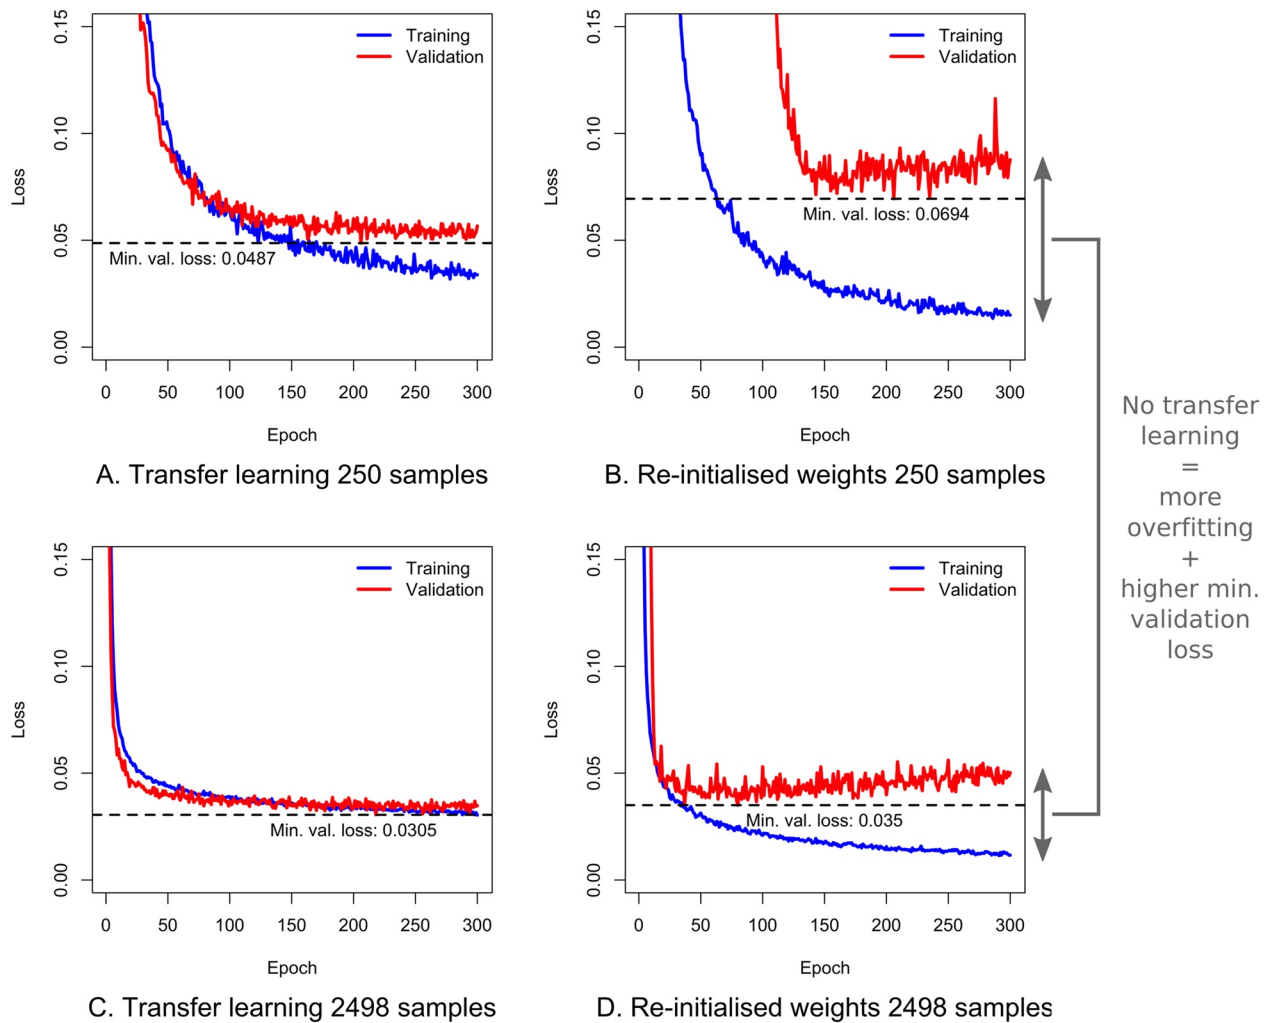 0.15
0.10
0.05
0.00
Loss
Training
Validation
Min. val. loss: 0.0487
0 50 100 150 200 250 300
Epoch
A. Transfer learning 250 samples
0.15
0.10
0.05
0.00
Loss
Training
Validation
Min. val. loss: 0.0694
0 50 100 150 200 250 300
Epoch
B. Re-initialised weights 250 samples
No transfer
learning
=
more
overfitting
+
higher min.
validation
loss
0.15
0.10
0.05
0.00
Loss
Training
Validation
Min. val. loss: 0.0305
0 50 100 150 200 250 300
Epoch
C. Transfer learning 2498 samples
0.15
0.10
0.05
0.00
Loss
Training
Validation
Min. val. loss: 0.035
0 50 100 150 200 250 300
Epoch
D. Re-initialised weights 2498 samples